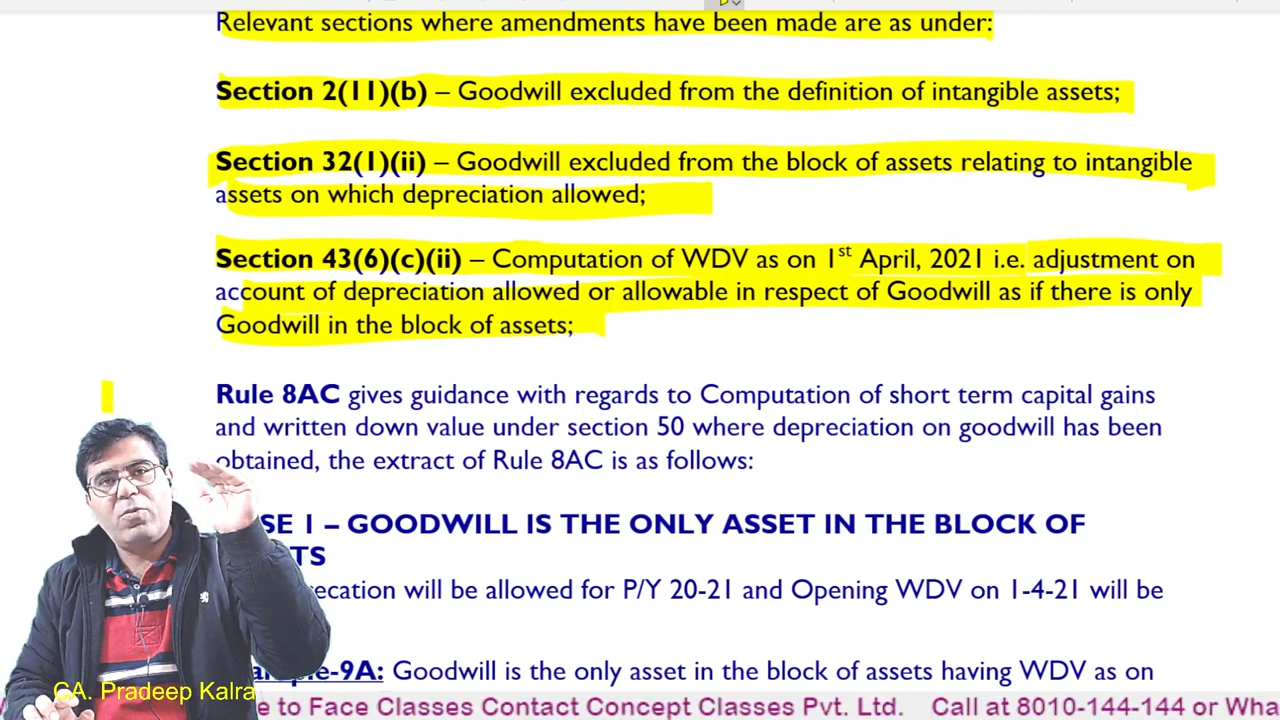 Relevant sections where amendments have been made are as under:
Section 2(11)(b) – Goodwill excluded from the definition of intangible assets;
Section 32(1)(ii) – Goodwill excluded from the block of assets relating to intangible
assets on which depreciation allowed;
Section 43(6)(c)(ii) – Computation of WDV as on 1st April, 2021 i.e. adjustment on
account of depreciation allowed or allowable in respect of Goodwill as if there is only
Goodwill in the block of assets;
Rule 8AC gives guidance with regards to Computation of short term capital gains
and written down value under section 50 where depreciation on goodwill has been
obtained, the extract of Rule 8AC is as follows:
SE 1 – GOODWILL IS THE ONLY ASSET IN THE BLOCK OF
TS
recation will be allowed for P/Y 20-21 and Opening WDV on 1-4-21 will be
ample-9A: Goodwill is the only asset in the block of assets having WDV as on
CA. Pradeep Kalra
e to Face Classes Contact Concept Classes Pvt. Ltd. Call at 8010-144-144 or Wha